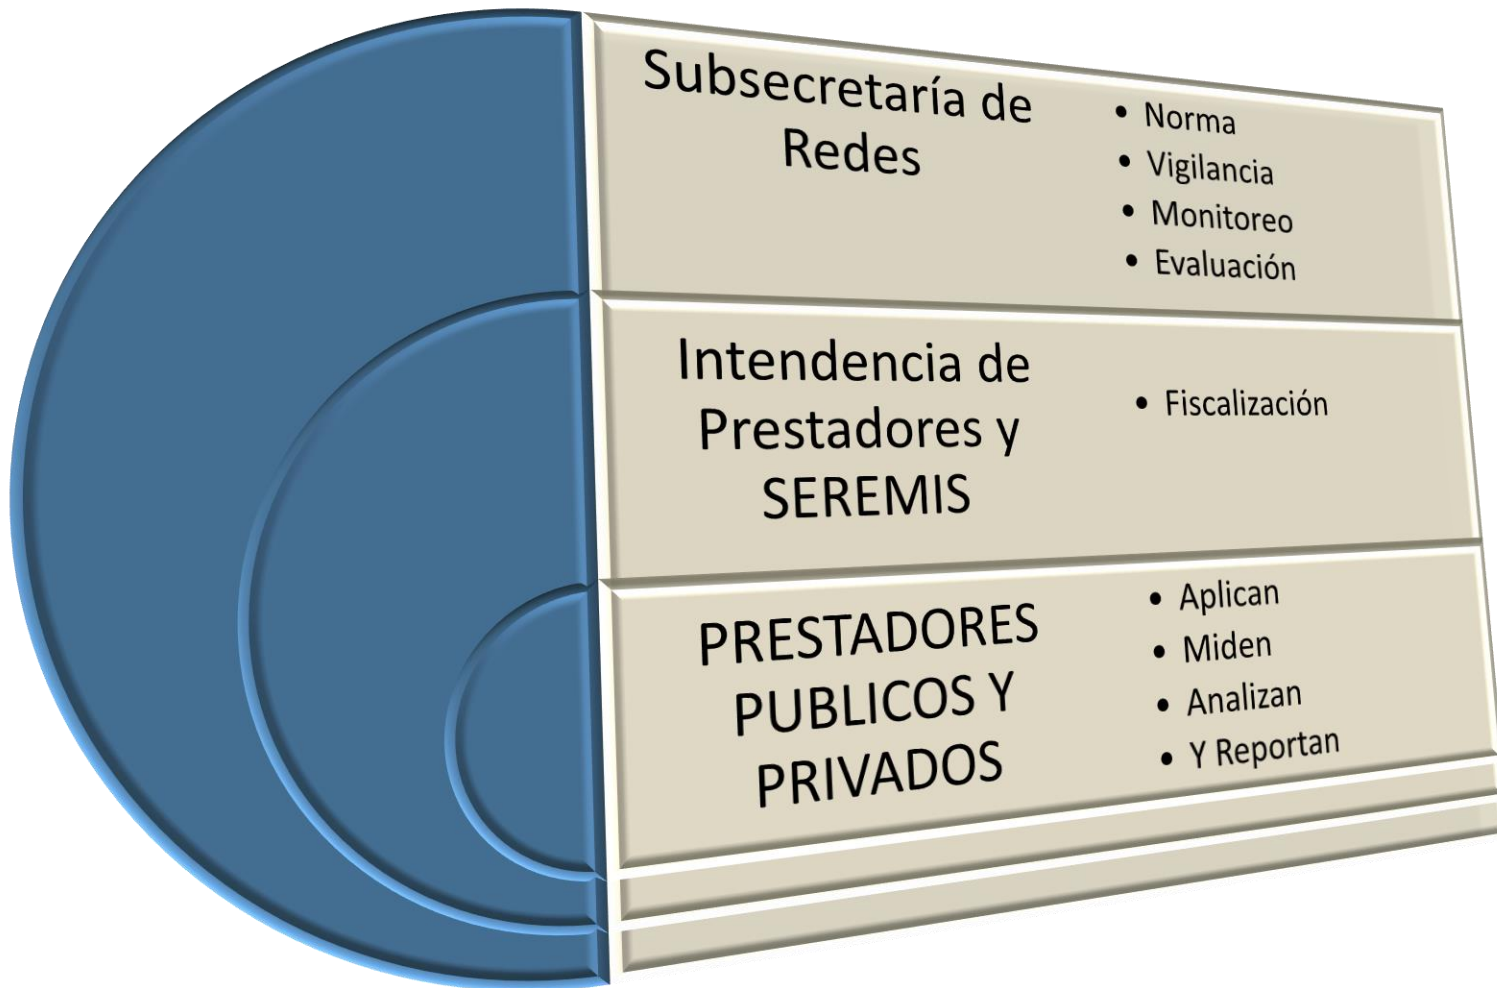 Subsecretaría de
Redes
• Norma
• Vigilancia
• Monitoreo
• Evaluación
Intendencia de
Prestadores y
SEREMIS
• Fiscalización
PRESTADORES
PUBLICOS Y
PRIVADOS
• Aplican
• Miden
• Analizan
• Y Reportan